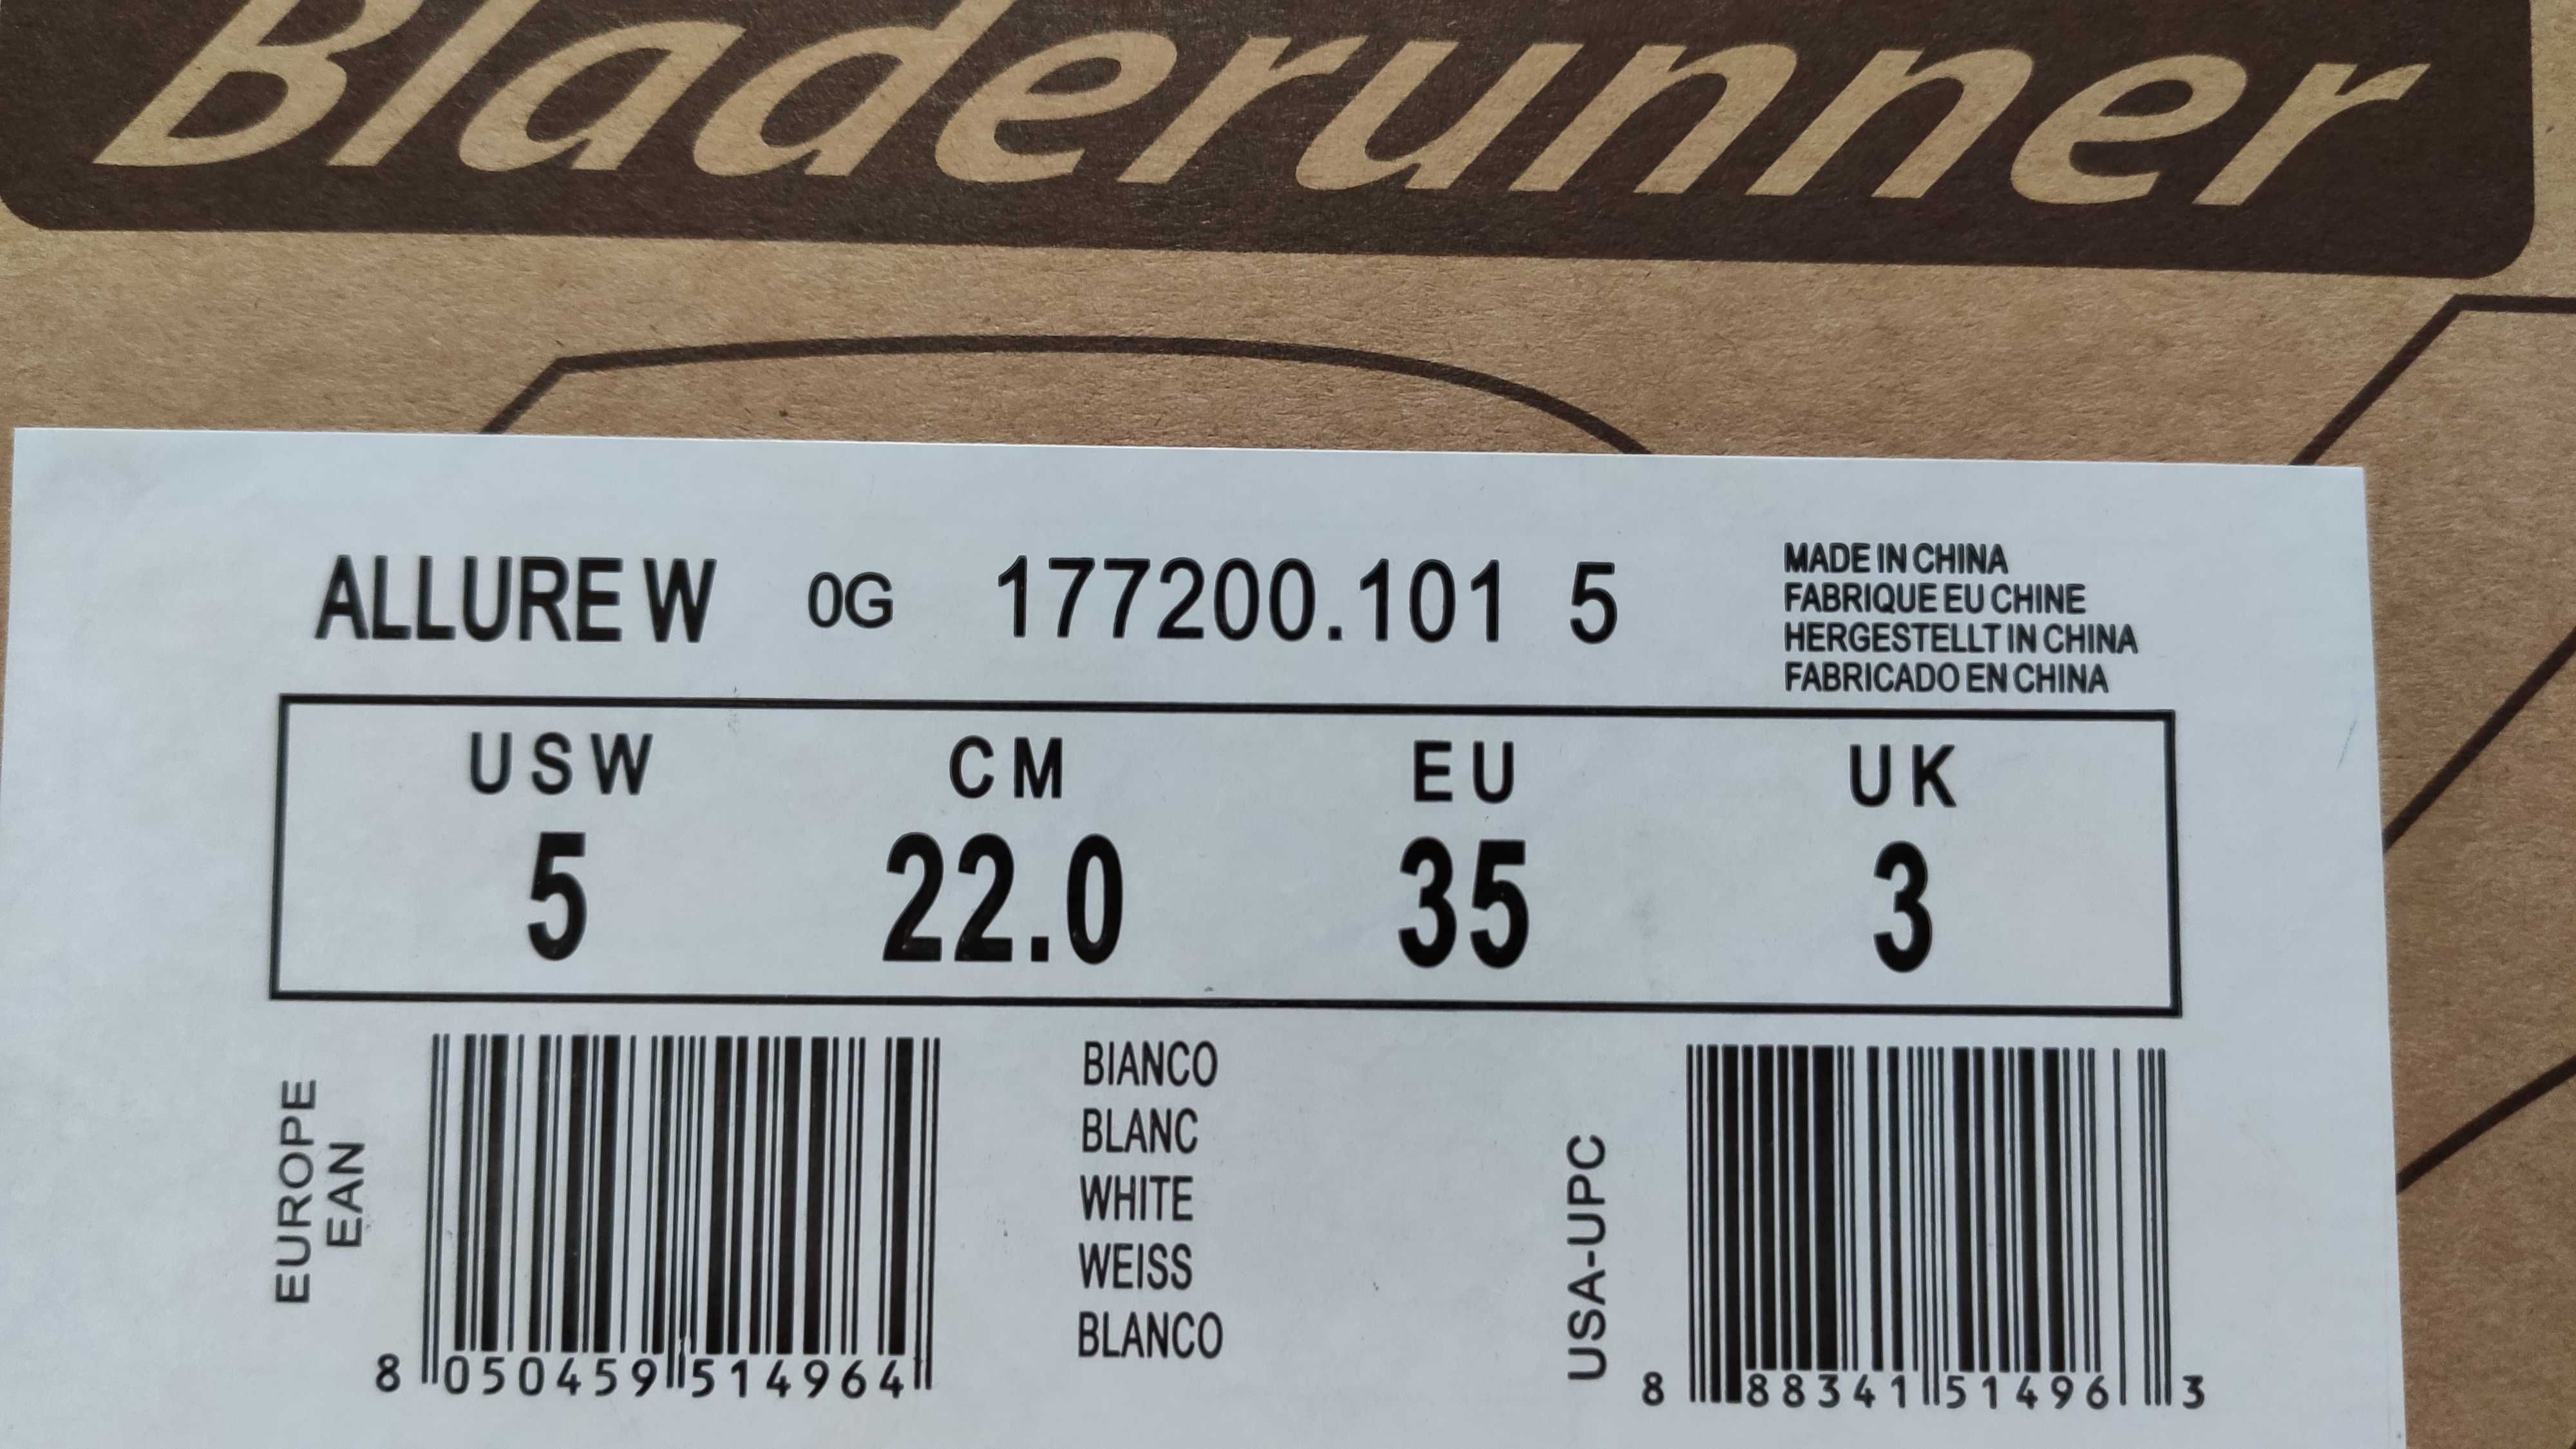 Bladerunner
ALLURE W 0G 177200.101 5
MADE IN CHINA
FABRIQUE EU CHINE
HERGESTELLT IN CHINA
FABRICADO EN CHINA
USW CM EU UK
5 22.0 35 3
EUROPE
EAN
8 050459 514964
BIANCO
BLANC
WHITE
WEISS
BLANCO
USA-UPC
8 88341 51496 3